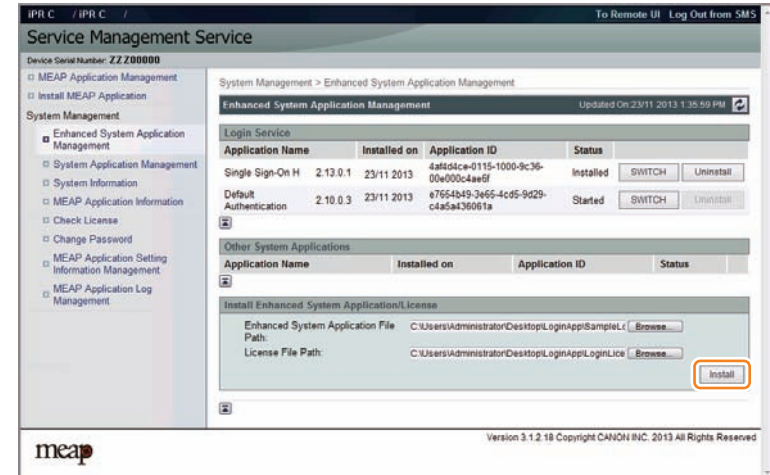 iPR C / iPR C /
To Remote UI Log Out from SMS
Service Management Service
Device Serial Number: ZZZ00000
MEAP Application Management
Install MEAP Application
System Management
Enhanced System Application
Management
System Application Management
System Information
MEAP Application Information
Check License
Change Password
MEAP Application Setting
Information Management
MEAP Application Log
Management
System Management > Enhanced System Application Management
Enhanced System Application Management
Updated On:23/11 2013 1:35:59 PM
Login Service
Application Name Installed on Application ID Status
Single Sign-On H 2.13.0.1 23/11 2013 4af4d4ce-0115-1000-9c36-
00e000c4ae6f Installed SWITCH Uninstall
Default
Authentication 2.10.0.3 23/11 2013 e7654b49-3e65-4cd5-9d29-
c4a5a436061a Started SWITCH Uninstall
Other System Applications
Application Name Installed on Application ID Status
Install Enhanced System Application/License
Enhanced System Application File
Path: C:\Users\Administrator\Desktop\LoginApp\SampleLc Browse...
License File Path: C:\Users\Administrator\Desktop\LoginApp\LoginLice Browse...
Install
Version 3.1.2.18 Copyright CANON INC. 2013 All Rights Reserved
meap